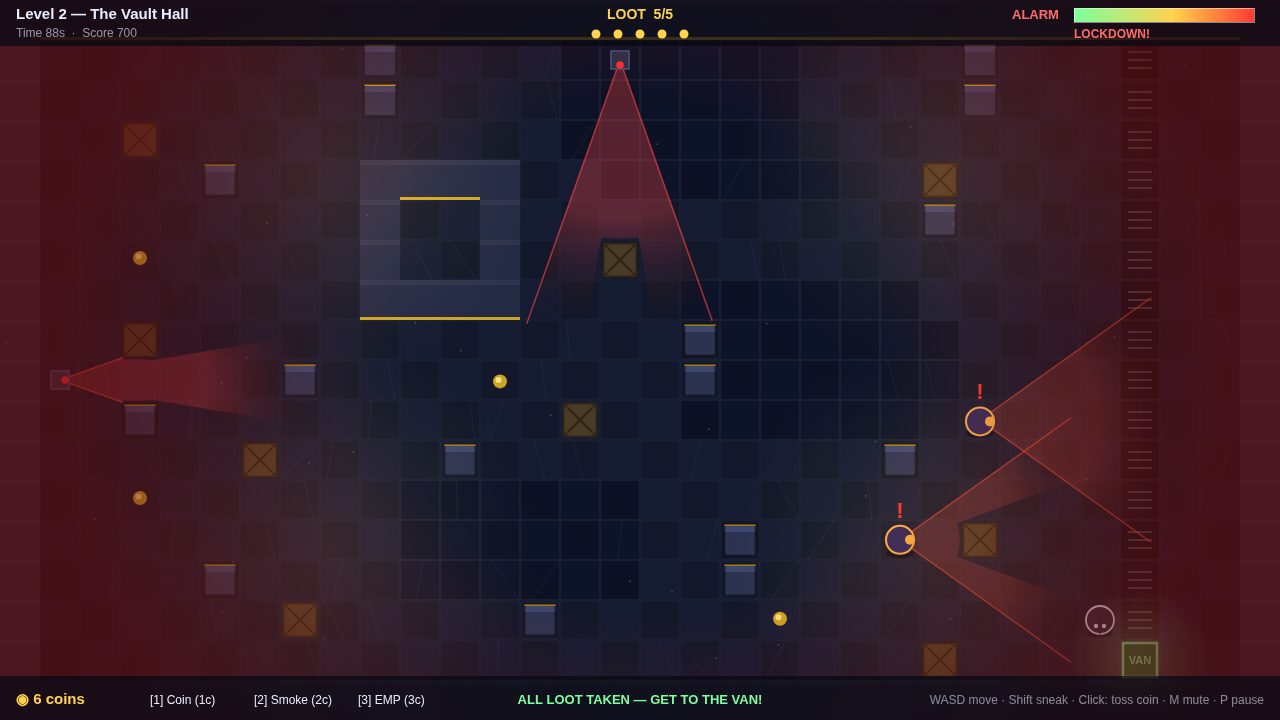 Level 2 — The Vault Hall
Time 88s · Score 700
LOOT 5/5
ALARM
LOCKDOWN!
!
!
VAN
◉ 6 coins
[1] Coin (1c)
[2] Smoke (2c)
[3] EMP (3c)
ALL LOOT TAKEN — GET TO THE VAN!
WASD move · Shift sneak · Click: toss coin · M mute · P pause